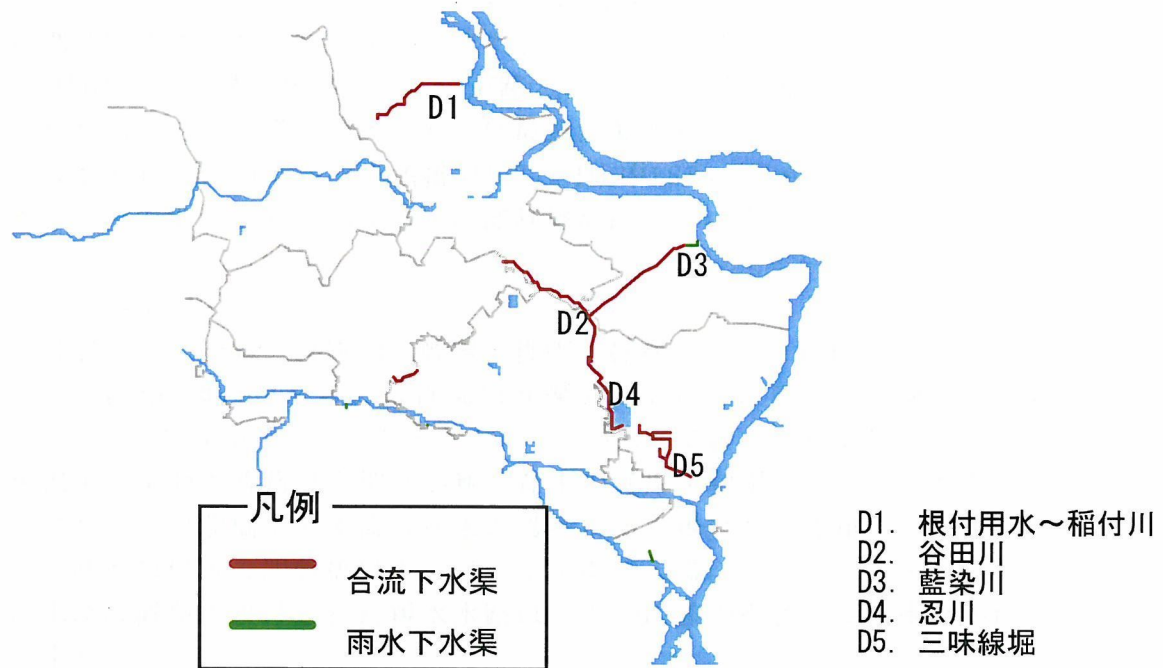 D1
D3
D2
D4
D5
凡例
合流下水渠
雨水下水渠
D1. 根付用水～稲付川
D2. 谷田川
D3. 藍染川
D4. 忍川
D5. 三味線堀